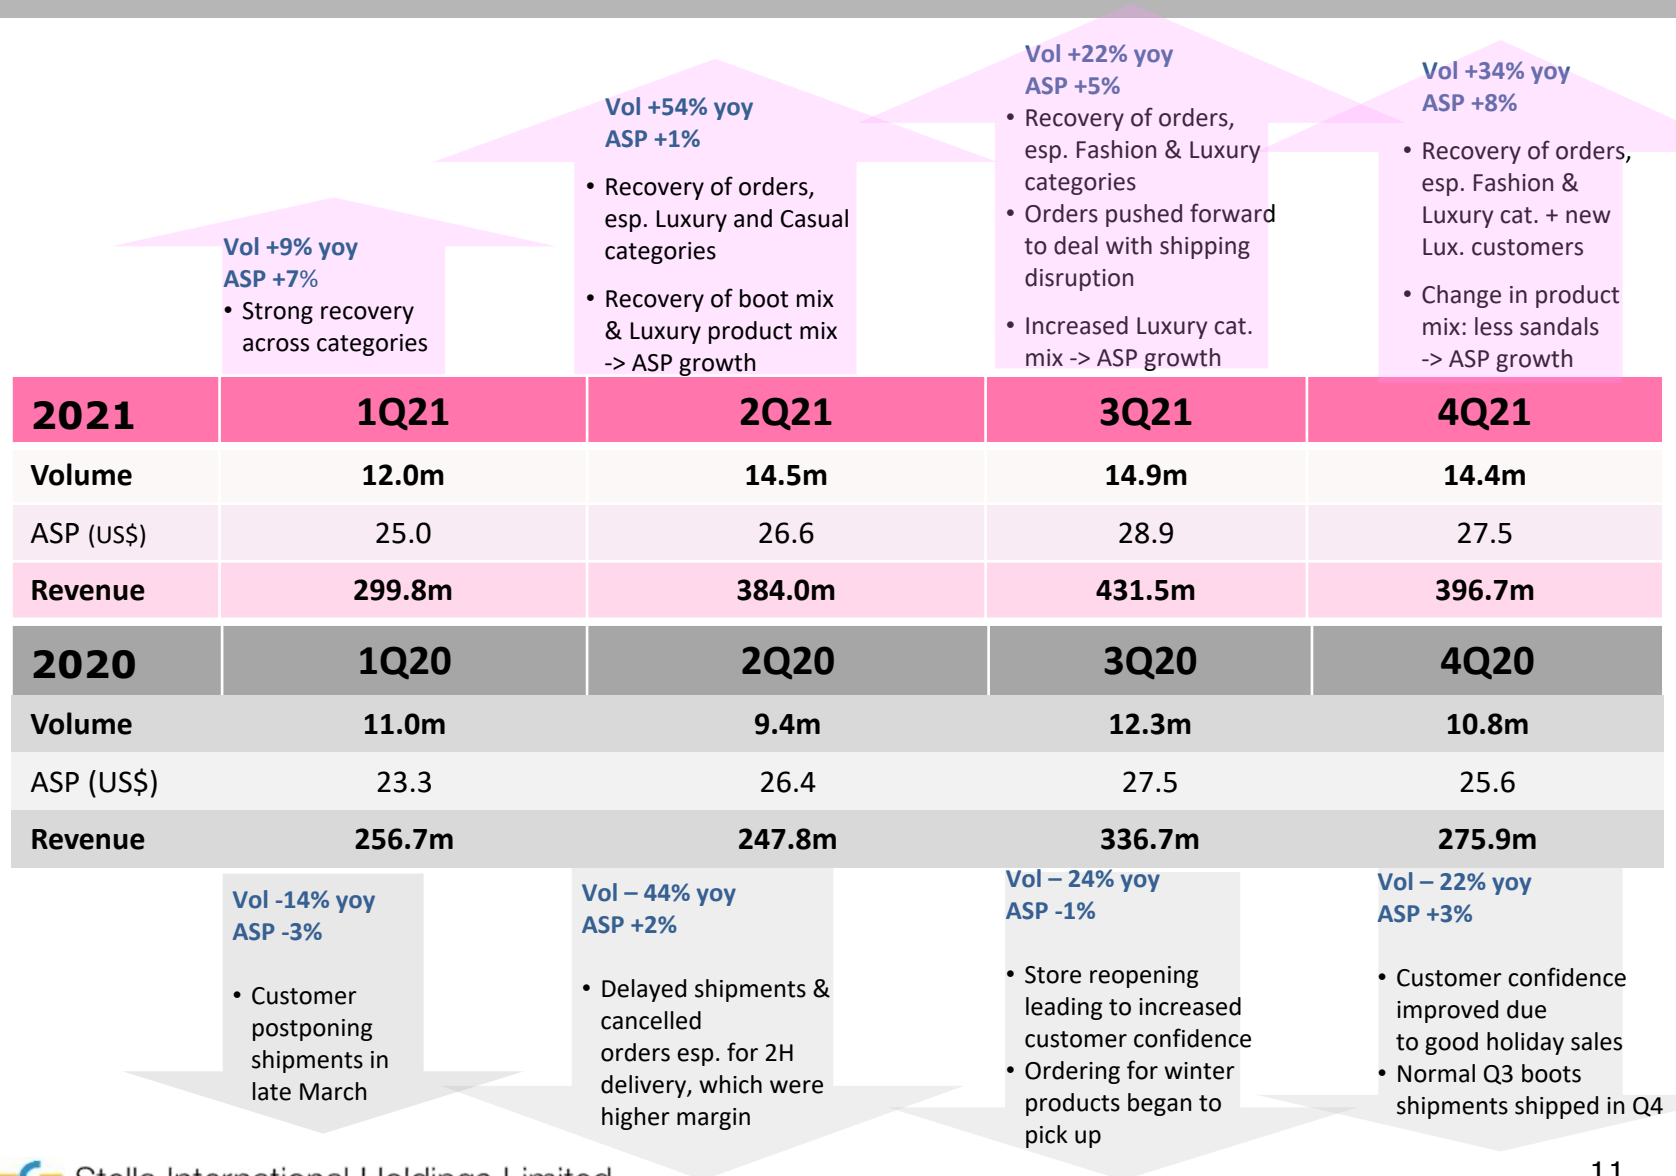 Vol +9% yoy
ASP +7%
• Strong recovery
across categories
Vol +54% yoy
ASP +1%
• Recovery of orders,
esp. Luxury and Casual
categories
• Recovery of boot mix
& Luxury product mix
-> ASP growth
Vol +22% yoy
ASP +5%
• Recovery of orders,
esp. Fashion & Luxury
categories
• Orders pushed forward
to deal with shipping
disruption
• Increased Luxury cat.
mix -> ASP growth
Vol +34% yoy
ASP +8%
• Recovery of orders,
esp. Fashion &
Luxury cat. + new
Lux. customers
• Change in product
mix: less sandals
-> ASP growth
2021 1Q21 2Q21 3Q21 4Q21
Volume 12.0m 14.5m 14.9m 14.4m
ASP (US$) 25.0 26.6 28.9 27.5
Revenue 299.8m 384.0m 431.5m 396.7m
2020 1Q20 2Q20 3Q20 4Q20
Volume 11.0m 9.4m 12.3m 10.8m
ASP (US$) 23.3 26.4 27.5 25.6
Revenue 256.7m 247.8m 336.7m 275.9m
Vol -14% yoy
ASP -3%
• Customer
postponing
shipments in
late March
Vol – 44% yoy
ASP +2%
• Delayed shipments &
cancelled
orders esp. for 2H
delivery, which were
higher margin
Vol – 24% yoy
ASP -1%
• Store reopening
leading to increased
customer confidence
• Ordering for winter
products began to
pick up
Vol – 22% yoy
ASP +3%
• Customer confidence
improved due
to good holiday sales
• Normal Q3 boots
shipments shipped in Q4
Stella International Holdings Limited
11